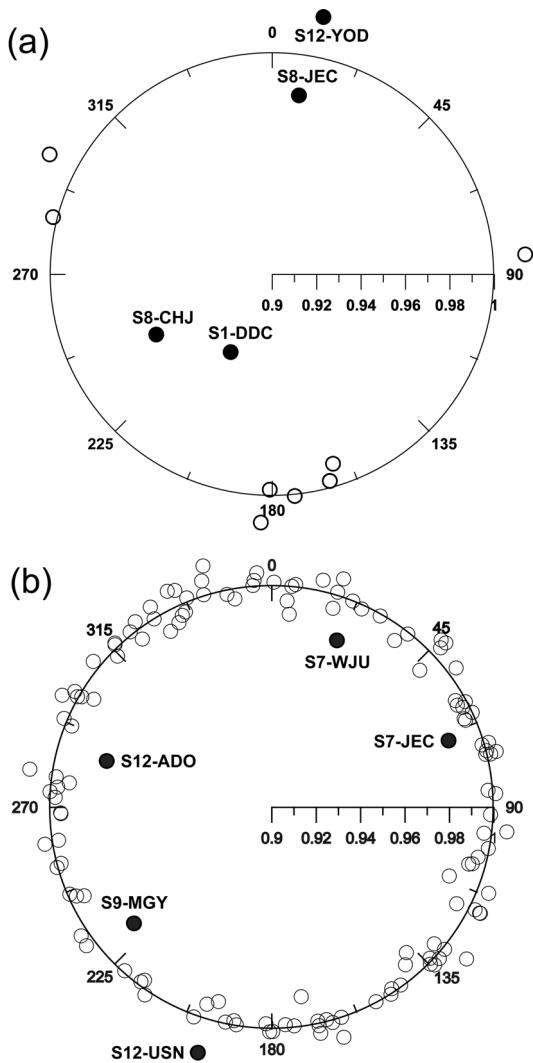 (a)
S12-YOD
0
S8-JEC
315
45
270
90
0.9 0.92 0.94 0.96 0.98 1
S8-CHJ
S1-DDC
225
135
180
(b)
0
315
45
S7-WJU
S7-JEC
S12-ADO
270
90
0.9 0.92 0.94 0.96 0.98 1
S9-MGY
225
135
180
S12-USN